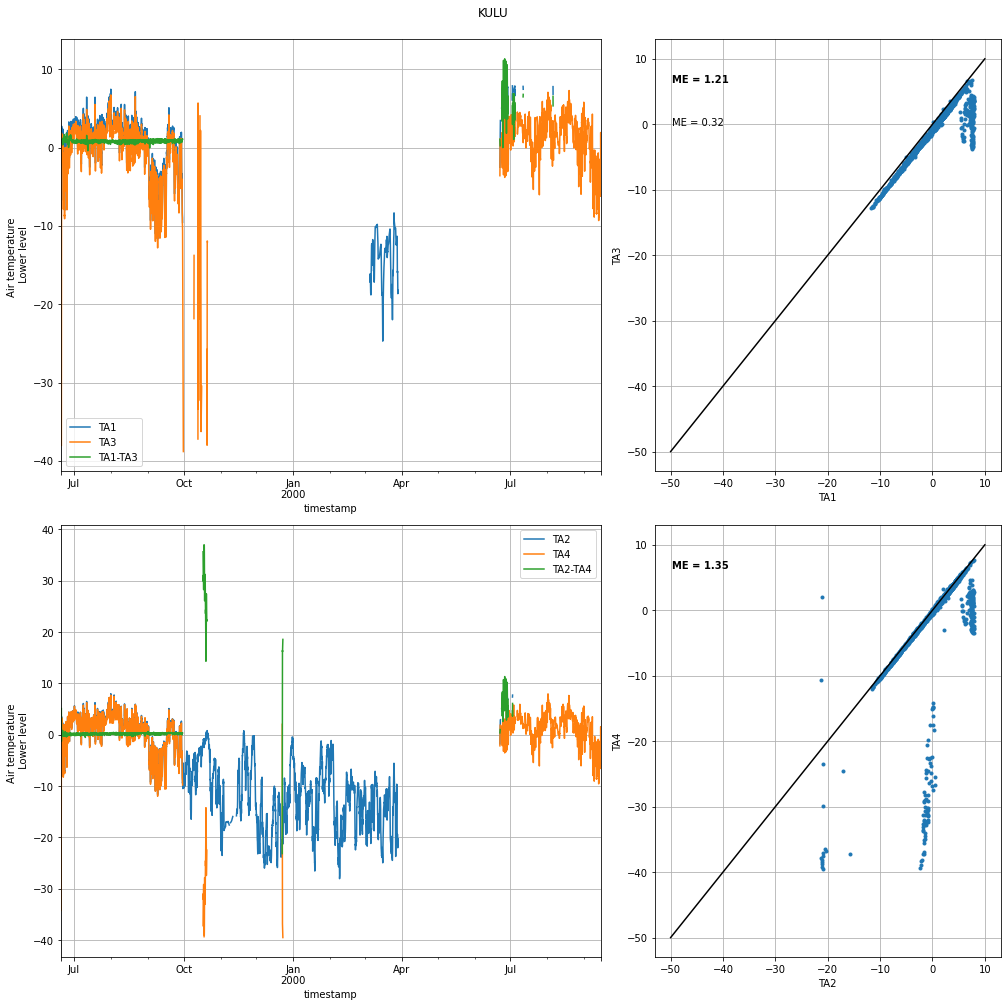 KULU
10
0
−10
−20
−30
−40
Air temperature
Lower level
TA1
TA3
TA1-TA3
Jul
Oct
Jan
2000
Apr
Jul
timestamp
10
0
−10
−20
−30
−40
−50
TA3
ME = 1.21
ME = 0.32
−50
−40
−30
−20
−10
0
10
TA1
40
30
20
10
0
−10
−20
−30
−40
Air temperature
Lower level
TA2
TA4
TA2-TA4
Jul
Oct
Jan
2000
Apr
Jul
timestamp
10
0
−10
−20
−30
−40
−50
TA4
ME = 1.35
−50
−40
−30
−20
−10
0
10
TA2